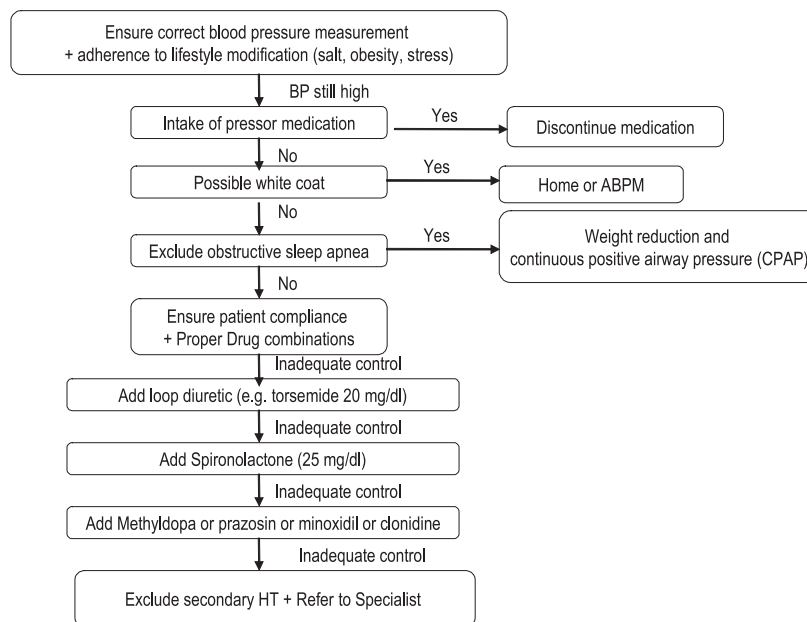 Ensure correct blood pressure measurement
+ adherence to lifestyle modification (salt, obesity, stress)
BP still high
Intake of pressor medication
Yes
Discontinue medication
No
Possible white coat
Yes
Home or ABPM
No
Exclude obstructive sleep apnea
Yes
Weight reduction and
continuous positive airway pressure (CPAP)
No
Ensure patient compliance
+ Proper Drug combinations
Inadequate control
Add loop diuretic (e.g. torsemide 20 mg/dl)
Inadequate control
Add Spironolactone (25 mg/dl)
Inadequate control
Add Methyldopa or prazosin or minoxidil or clonidine
Inadequate control
Exclude secondary HT + Refer to Specialist